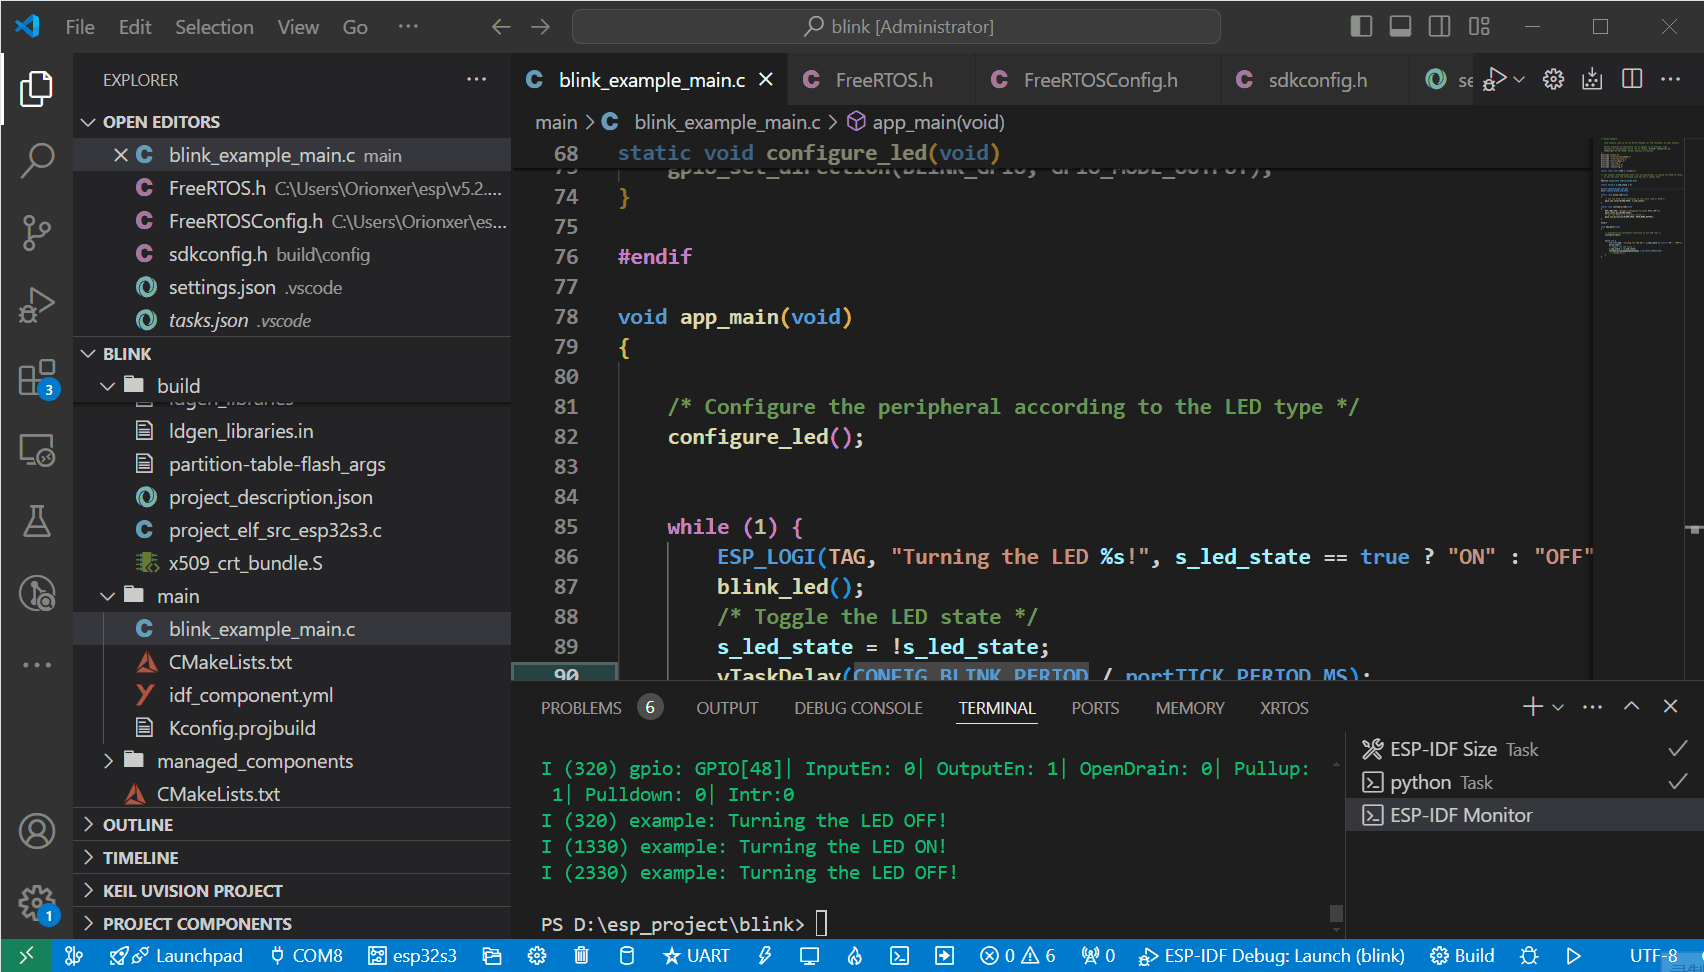 File Edit Selection View Go ··· blink [Administrator]
EXPLORER ···
OPEN EDITORS
blink_example_main.c main
FreeRTOS.h C:\Users\Orionxer\esp\v5.2....
FreeRTOSConfig.h C:\Users\Orionxer\es...
sdkconfig.h build\config
settings.json .vscode
tasks.json .vscode
BLINK
build
ldgen_libraries
ldgen_libraries.in
partition-table-flash_args
project_description.json
project_elf_src_esp32s3.c
x509_crt_bundle.S
main
blink_example_main.c
CMakeLists.txt
idf_component.yml
Kconfig.projbuild
managed_components
CMakeLists.txt
OUTLINE
TIMELINE
KEIL UVISION PROJECT
PROJECT COMPONENTS
3
1
blink_example_main.c FreeRTOS.h FreeRTOSConfig.h sdkconfig.h se
main > blink_example_main.c > app_main(void)
68 static void configure_led(void)
73 gpio_set_direction(BLINK_GPIO, GPIO_MODE_OUTPUT);
74 }
75
76 #endif
77
78 void app_main(void)
79 {
80
81 /* Configure the peripheral according to the LED type */
82 configure_led();
83
84
85 while (1) {
86 ESP_LOGI(TAG, "Turning the LED %s!", s_led_state == true ? "ON" : "OFF"
87 blink_led();
88 /* Toggle the LED state */
89 s_led_state = !s_led_state;
90 vTaskDelay(CONFIG_BLINK_PERIOD / portTICK_PERIOD_MS);
PROBLEMS 6 OUTPUT DEBUG CONSOLE TERMINAL PORTS MEMORY XRTOS
I (320) gpio: GPIO[48]| InputEn: 0| OutputEn: 1| OpenDrain: 0| Pullup:
1| Pulldown: 0| Intr:0
I (320) example: Turning the LED OFF!
I (1330) example: Turning the LED ON!
I (2330) example: Turning the LED OFF!
PS D:\esp_project\blink>
ESP-IDF Size Task
python Task
ESP-IDF Monitor
Launchpad COM8 esp32s3 UART 0 6 0 ESP-IDF Debug: Launch (blink) Build UTF-8